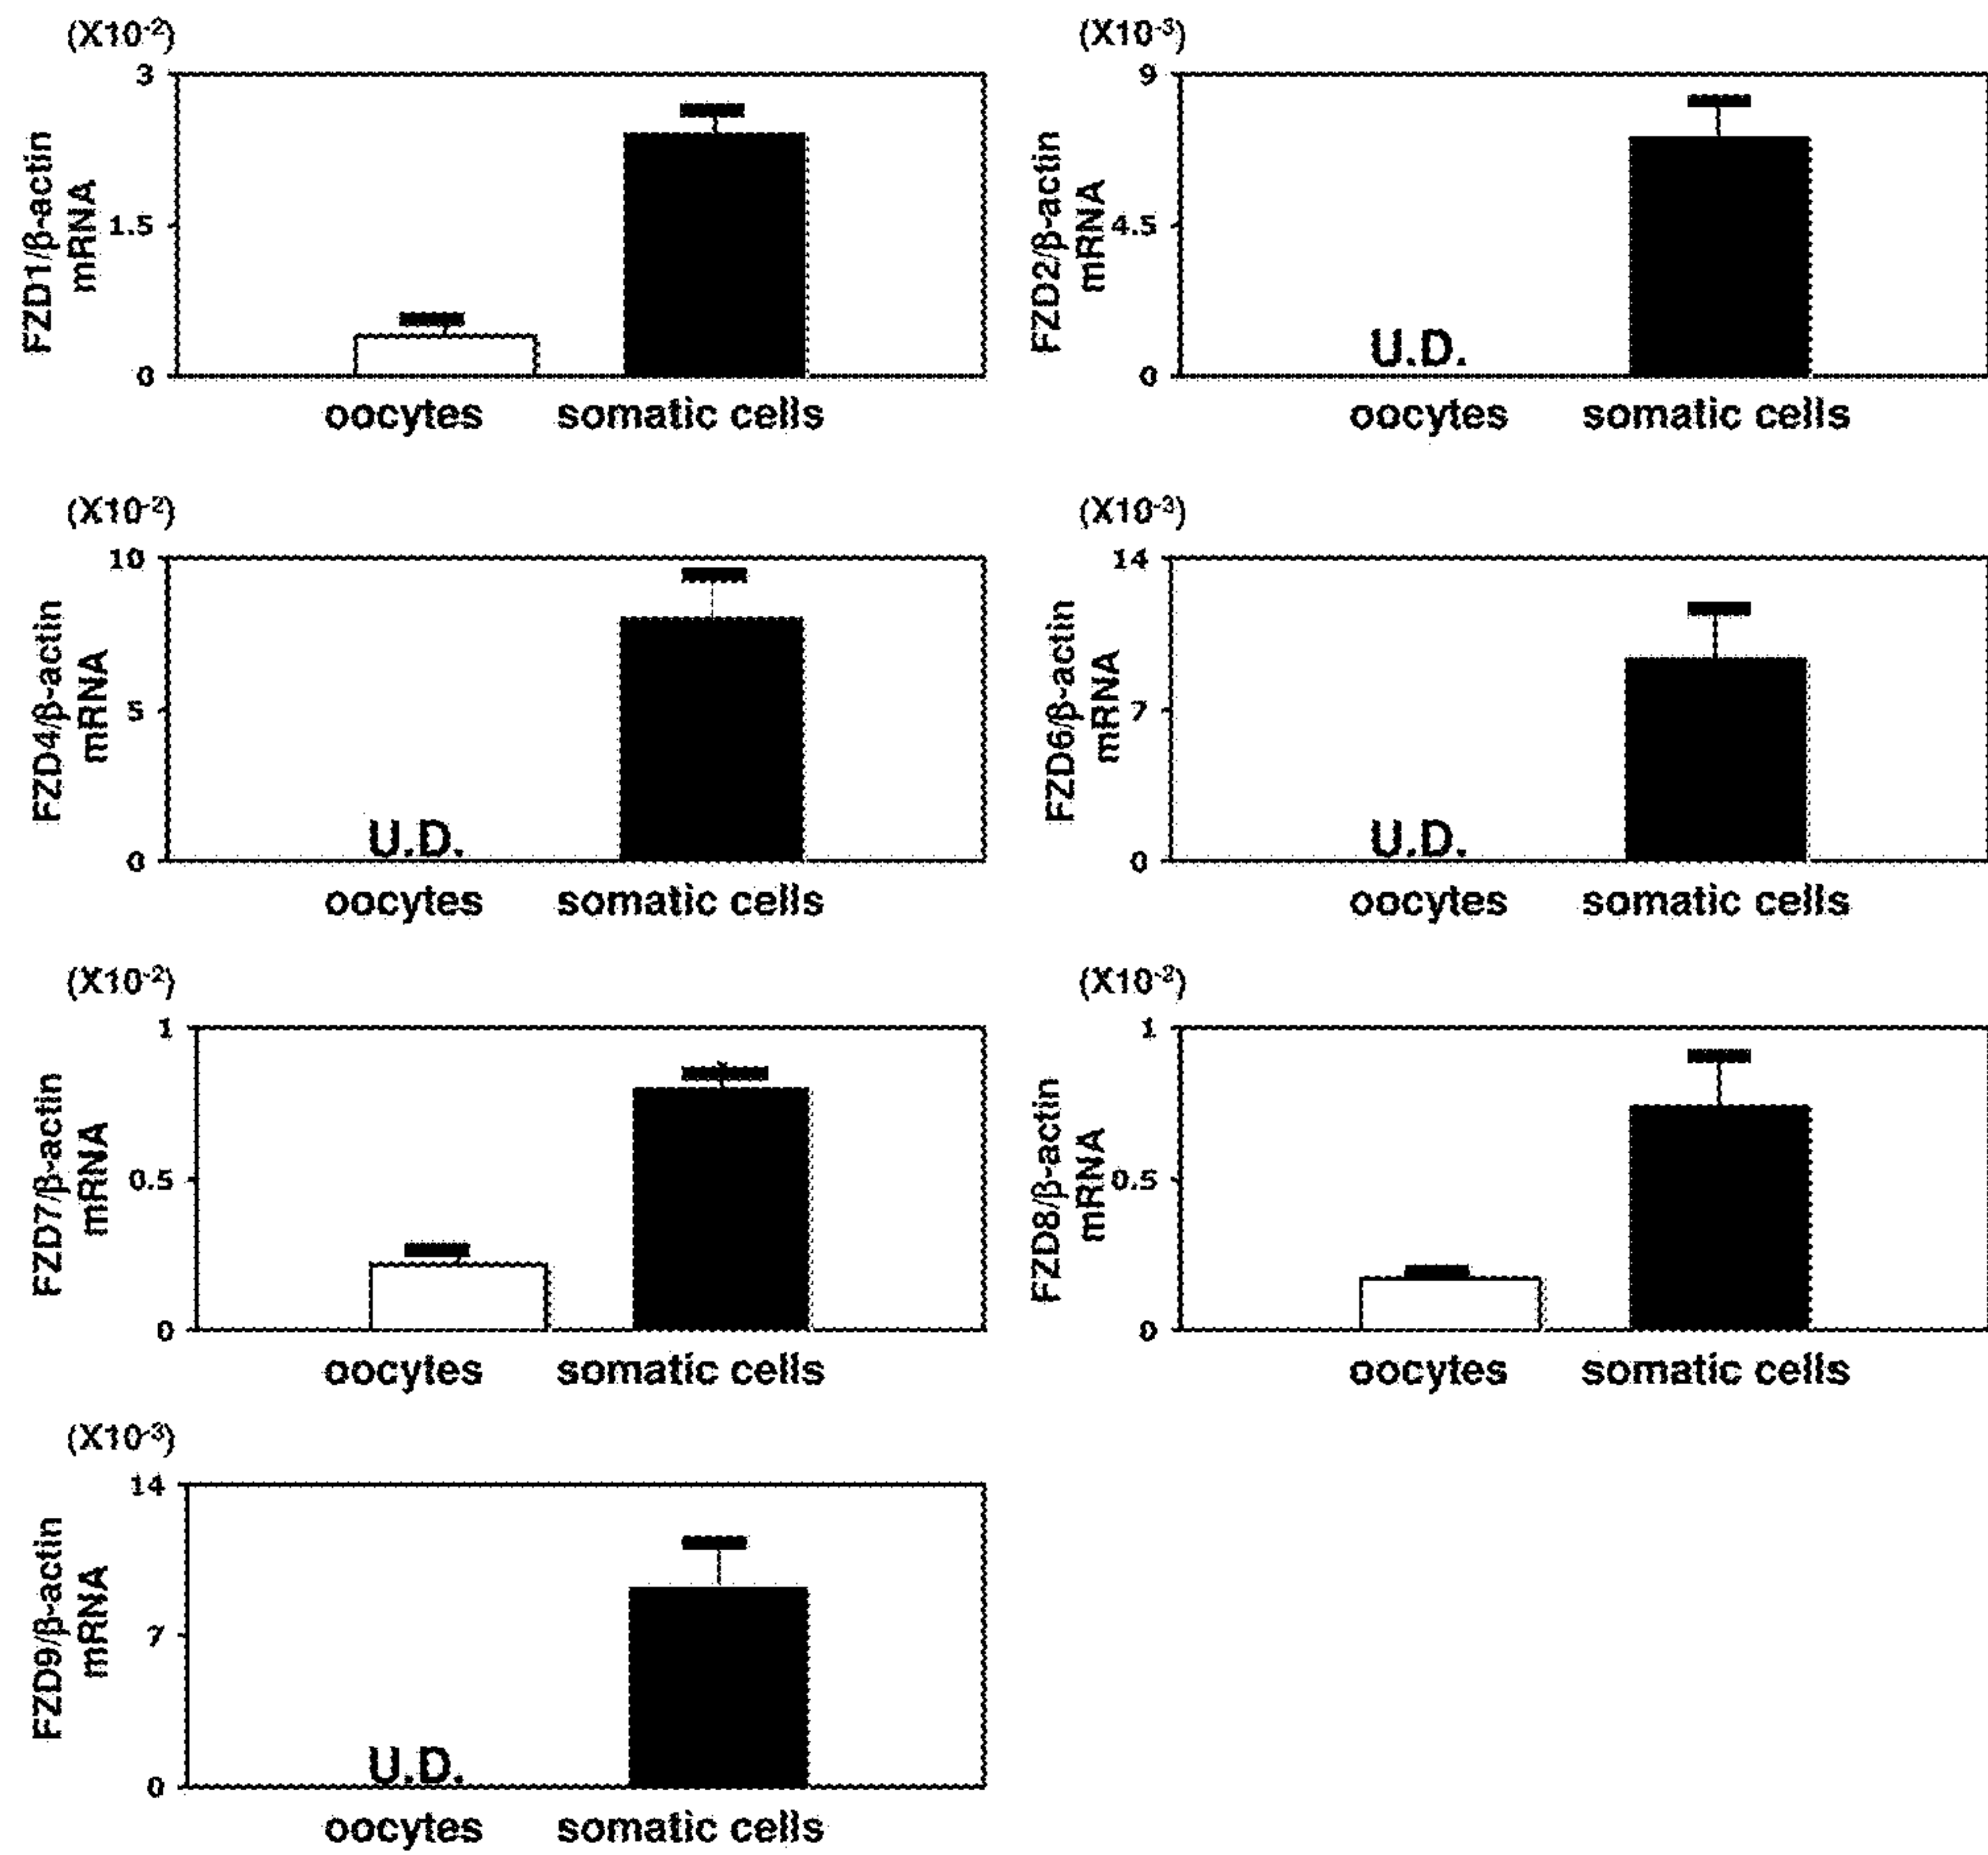 (X10-2)
3
1.5
0
FZD1/β-actin
mRNA
oocytes somatic cells
(X10-3)
9
4.5
0
FZD2/β-actin
mRNA
U.D.
oocytes somatic cells
(X10-2)
10
5
0
FZD4/β-actin
mRNA
U.D.
oocytes somatic cells
(X10-3)
14
7
0
FZD6/β-actin
mRNA
U.D.
oocytes somatic cells
(X10-2)
1
0.5
0
FZD7/β-actin
mRNA
oocytes somatic cells
(X10-2)
1
0.5
0
FZD8/β-actin
mRNA
oocytes somatic cells
(X10-3)
14
7
0
FZD9/β-actin
mRNA
U.D.
oocytes somatic cells